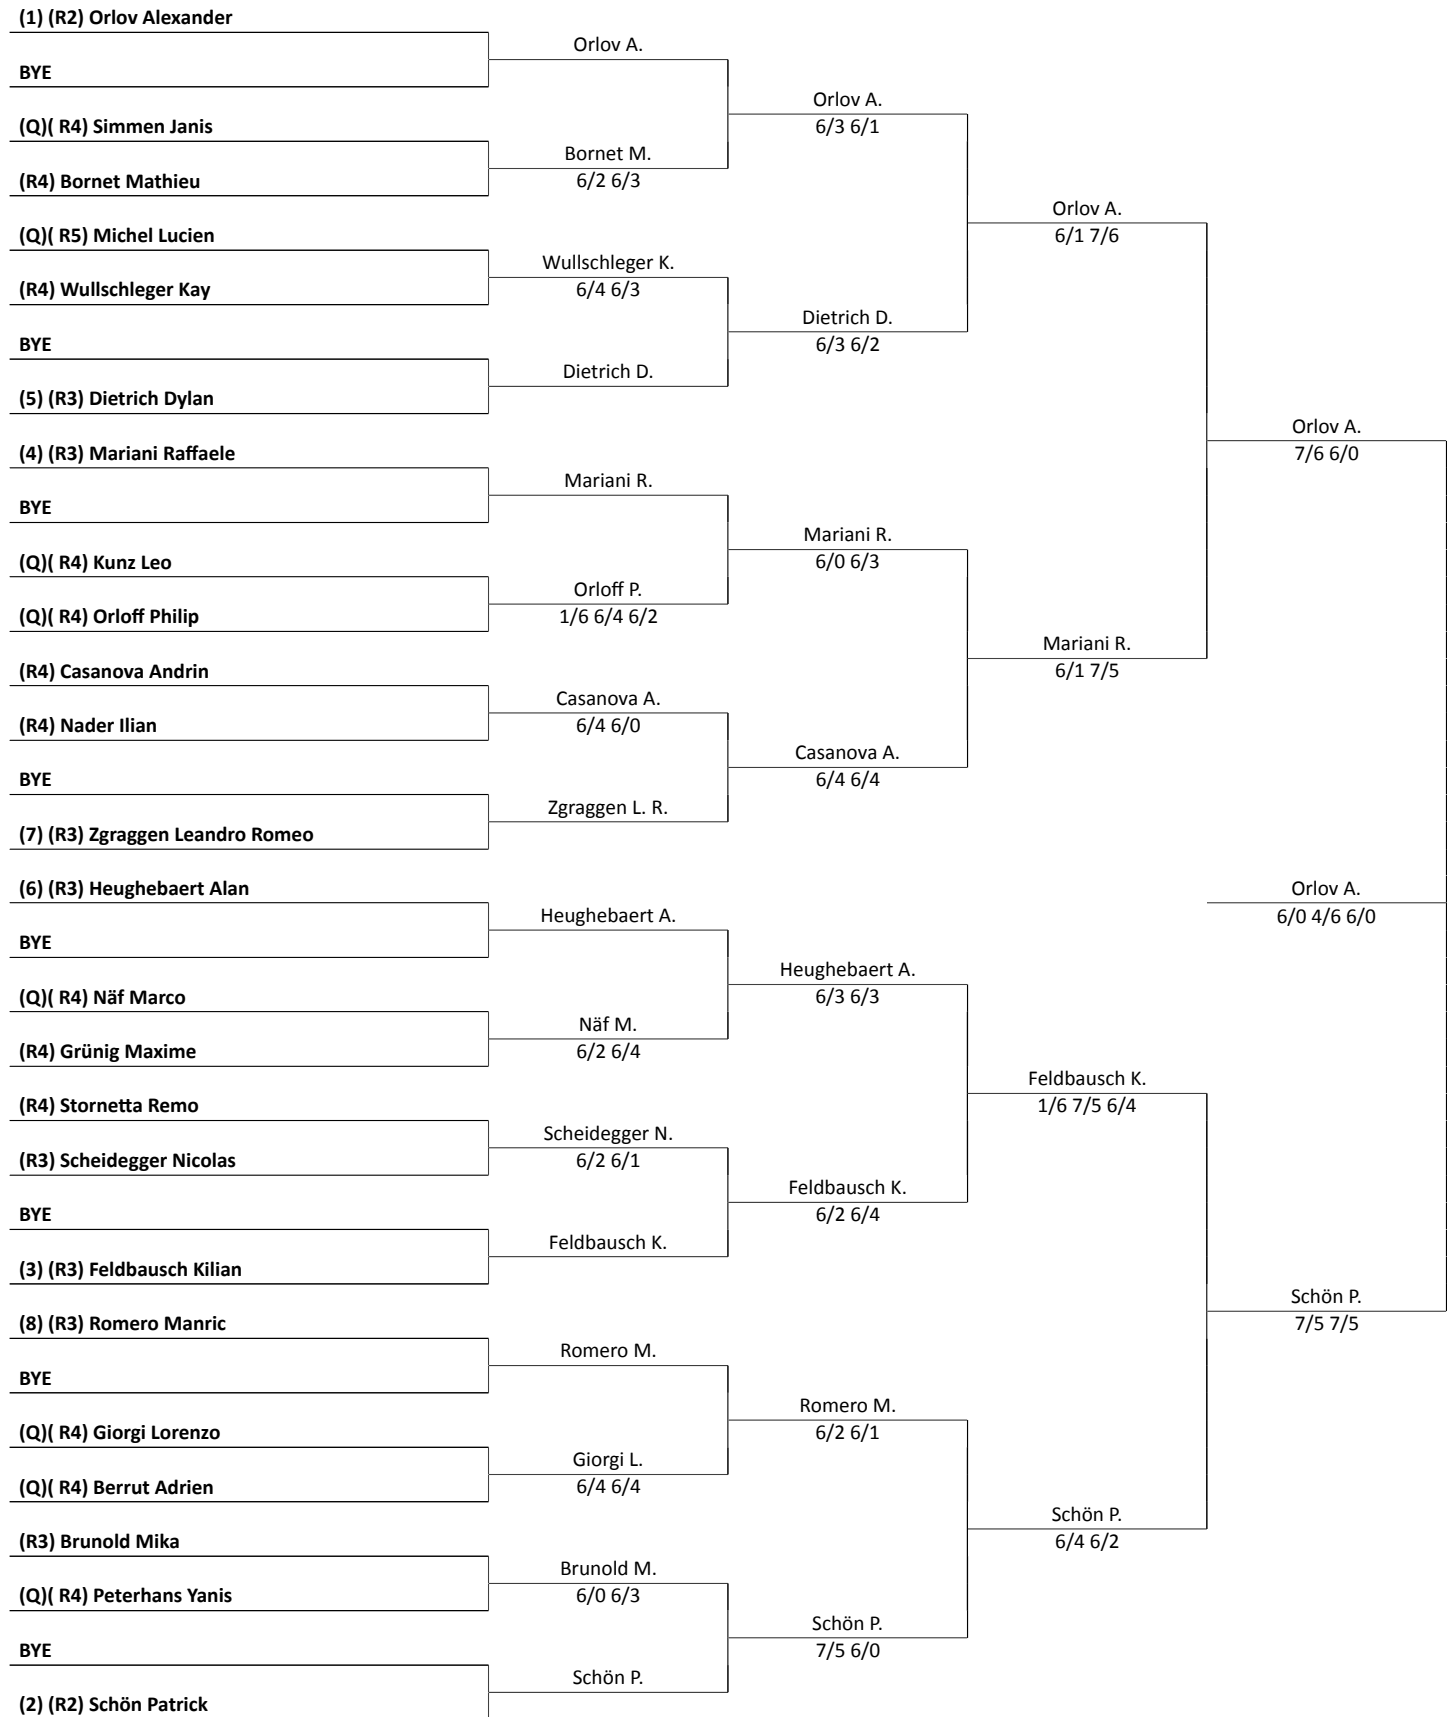 (1) (R2) Orlov Alexander
BYE
(Q)( R4) Simmen Janis
(R4) Bornet Mathieu
(Q)( R5) Michel Lucien
(R4) Wullschleger Kay
BYE
(5) (R3) Dietrich Dylan
(4) (R3) Mariani Raffaele
BYE
(Q)( R4) Kunz Leo
(Q)( R4) Orloff Philip
(R4) Casanova Andrin
(R4) Nader Ilian
BYE
(7) (R3) Zgraggen Leandro Romeo
(6) (R3) Heughebaert Alan
BYE
(Q)( R4) Näf Marco
(R4) Grünig Maxime
(R4) Stornetta Remo
(R3) Scheidegger Nicolas
BYE
(3) (R3) Feldbausch Kilian
(8) (R3) Romero Manric
BYE
(Q)( R4) Giorgi Lorenzo
(Q)( R4) Berrut Adrien
(R3) Brunold Mika
(Q)( R4) Peterhans Yanis
BYE
(2) (R2) Schön Patrick
Orlov A.
Bornet M.
6/2 6/3
Wullschleger K.
6/4 6/3
Dietrich D.
Mariani R.
Orloff P.
1/6 6/4 6/2
Casanova A.
6/4 6/0
Zgraggen L. R.
Heughebaert A.
Näf M.
6/2 6/4
Scheidegger N.
6/2 6/1
Feldbausch K.
Romero M.
Giorgi L.
6/4 6/4
Brunold M.
6/0 6/3
Schön P.
Orlov A.
6/3 6/1
Dietrich D.
6/3 6/2
Mariani R.
6/0 6/3
Casanova A.
6/4 6/4
Heughebaert A.
6/3 6/3
Feldbausch K.
6/2 6/4
Romero M.
6/2 6/1
Schön P.
7/5 6/0
Orlov A.
6/1 7/6
Mariani R.
6/1 7/5
Feldbausch K.
1/6 7/5 6/4
Schön P.
6/4 6/2
Orlov A.
7/6 6/0
Orlov A.
6/0 4/6 6/0
Schön P.
7/5 7/5